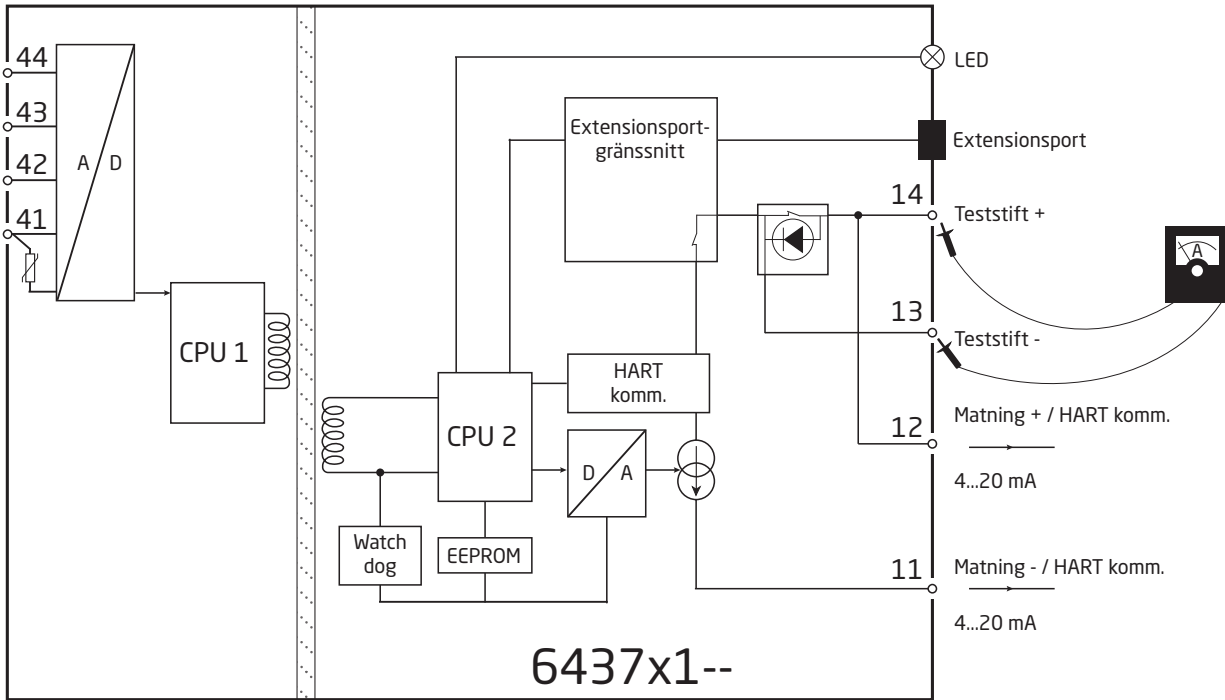 44
43
42
41
A
D
CPU 1
Extensionsport-
gränssnitt
HART
komm.
CPU 2
D
A
Watch
dog
EEPROM
LED
Extensionsport
14
Teststift +
A
13
Teststift -
Matning + / HART komm.
12
4...20 mA
11
Matning - / HART komm.
4...20 mA
6437x1--